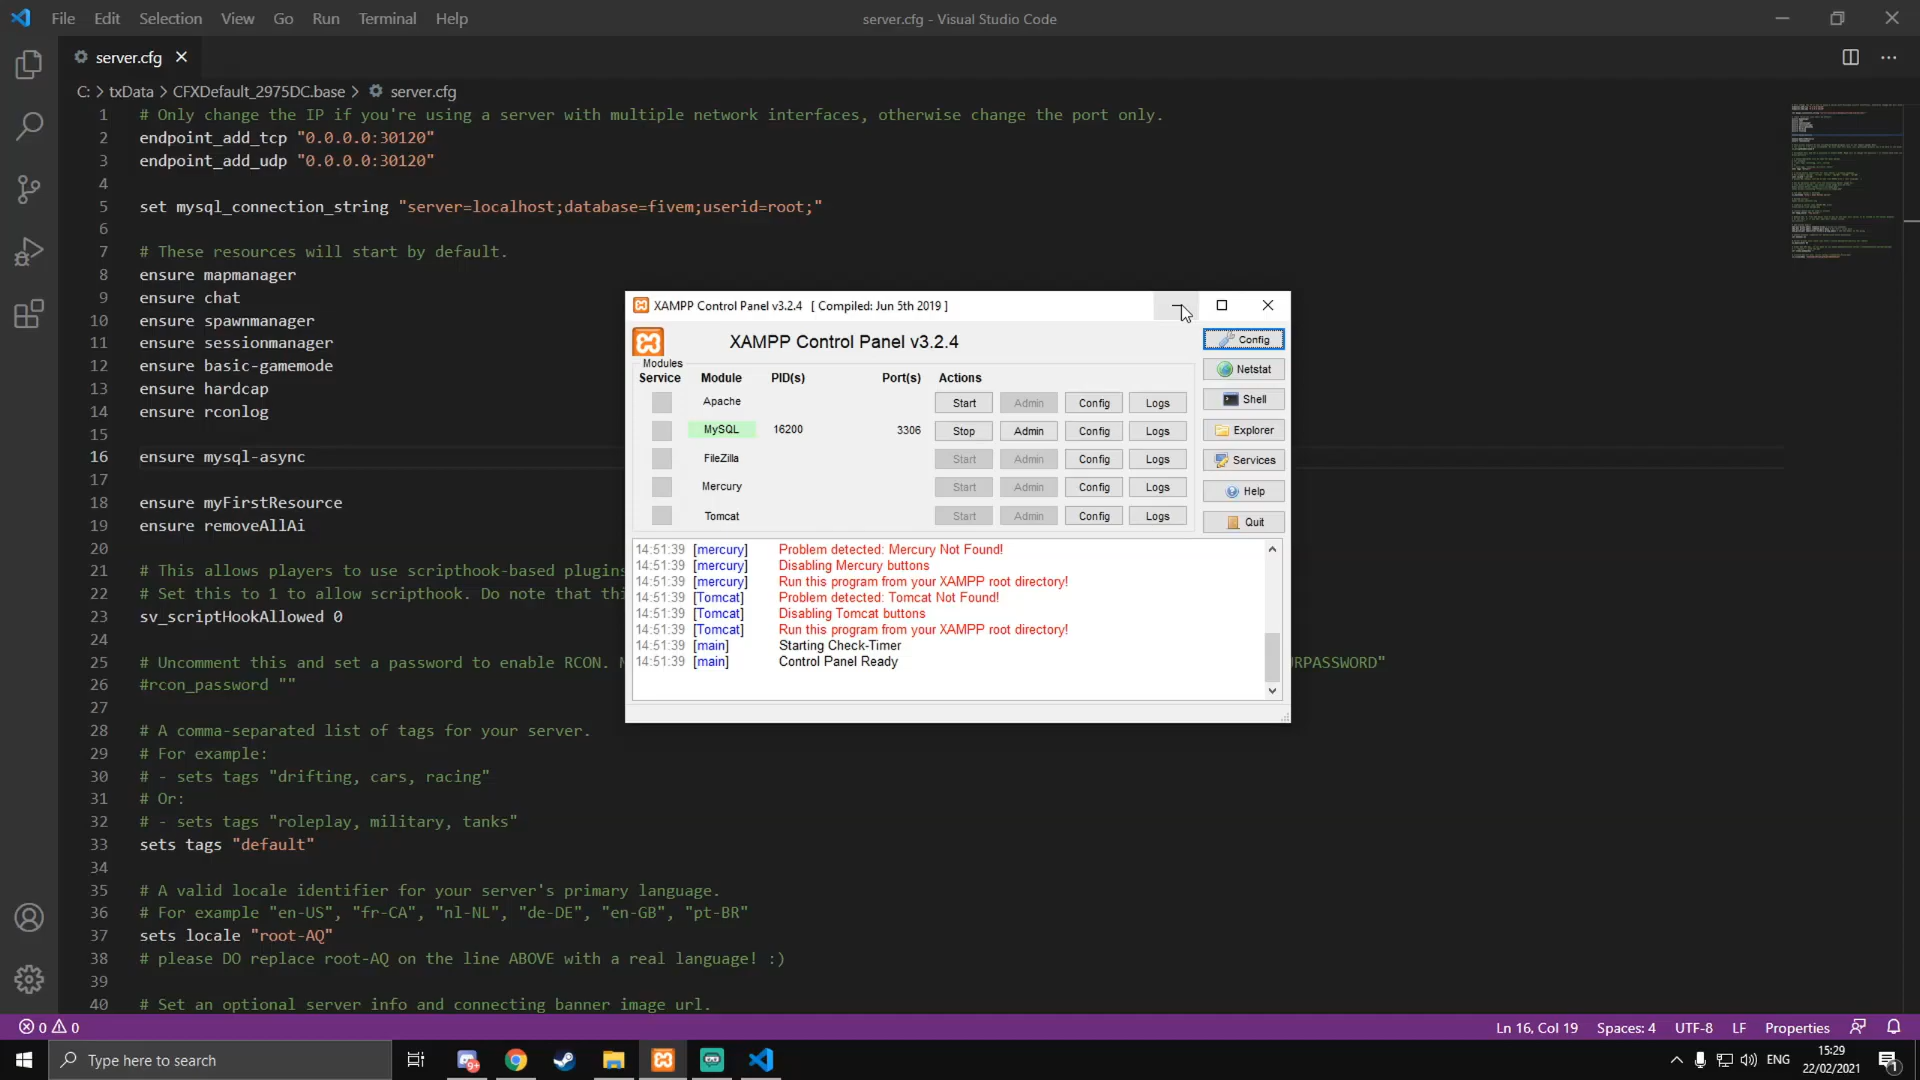 File Edit Selection View Go Run Terminal Help
server.cfg - Visual Studio Code
server.cfg
C: > txData > CFXDefault_2975DC.base > server.cfg
1 # Only change the IP if you're using a server with multiple network interfaces, otherwise change the port only.
2 endpoint_add_tcp "0.0.0.0:30120"
3 endpoint_add_udp "0.0.0.0:30120"
4
5 set mysql_connection_string "server=localhost;database=fivem;userid=root;"
6
7 # These resources will start by default.
8 ensure mapmanager
9 ensure chat
10 ensure spawnmanager
11 ensure sessionmanager
12 ensure basic-gamemode
13 ensure hardcap
14 ensure rconlog
15
16 ensure mysql-async
17
18 ensure myFirstResource
19 ensure removeAllAi
20
21 # This allows players to use scripthook-based plugins
22 # Set this to 1 to allow scripthook. Do note that thi
23 sv_scriptHookAllowed 0
24
25 # Uncomment this and set a password to enable RCON. M URPASSWORD"
26 #rcon_password ""
27
28 # A comma-separated list of tags for your server.
29 # For example:
30 # - sets tags "drifting, cars, racing"
31 # Or:
32 # - sets tags "roleplay, military, tanks"
33 sets tags "default"
34
35 # A valid locale identifier for your server's primary language.
36 # For example "en-US", "fr-CA", "nl-NL", "de-DE", "en-GB", "pt-BR"
37 sets locale "root-AQ"
38 # please DO replace root-AQ on the line ABOVE with a real language! :)
39
40 # Set an optional server info and connecting banner image url.
XAMPP Control Panel v3.2.4 [ Compiled: Jun 5th 2019 ]
XAMPP Control Panel v3.2.4
Config
Modules
Service Module PID(s) Port(s) Actions
Netstat
Apache Start Admin Config Logs
Shell
MySQL 16200 3306 Stop Admin Config Logs
Explorer
FileZilla Start Admin Config Logs
Services
Mercury Start Admin Config Logs
Help
Tomcat Start Admin Config Logs
Quit
14:51:39 [mercury] Problem detected: Mercury Not Found!
14:51:39 [mercury] Disabling Mercury buttons
14:51:39 [mercury] Run this program from your XAMPP root directory!
14:51:39 [Tomcat] Problem detected: Tomcat Not Found!
14:51:39 [Tomcat] Disabling Tomcat buttons
14:51:39 [Tomcat] Run this program from your XAMPP root directory!
14:51:39 [main] Starting Check-Timer
14:51:39 [main] Control Panel Ready
0 0
Ln 16, Col 19 Spaces: 4 UTF-8 LF Properties
Type here to search
9+
ENG
15:29
22/02/2021
1